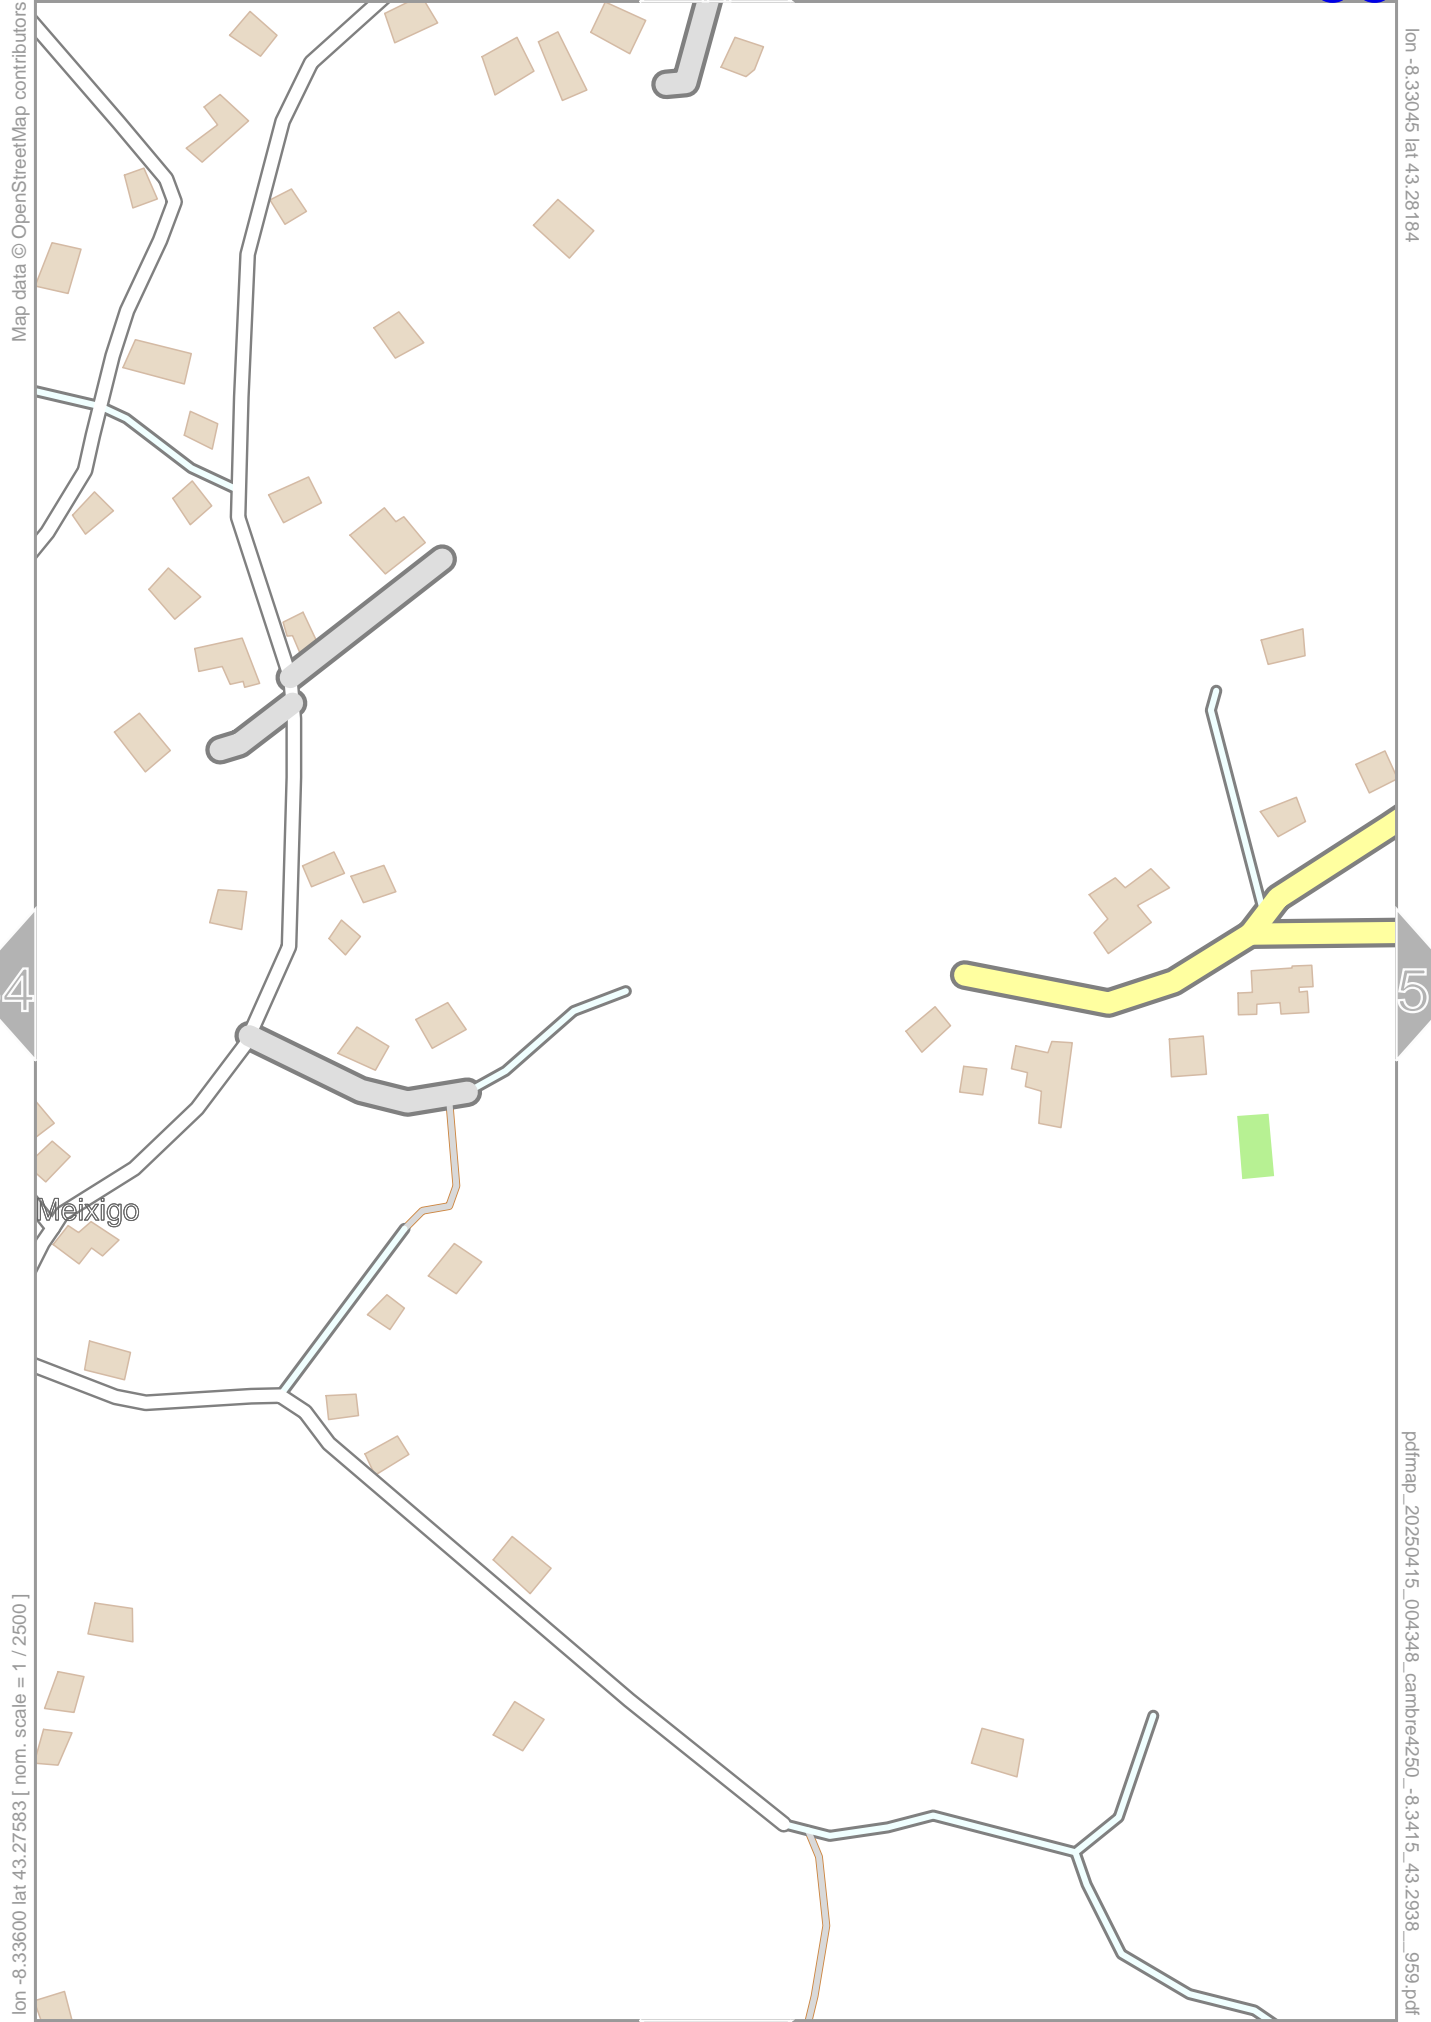 Map data © OpenStreetMap contributors
lon -8.33045 lat 43.28184
4
5
Meixigo
lon -8.33600 lat 43.27583 [ nom. scale = 1 / 2500 ]
pdfmap_20250415_004348_cambre4250_-8.3415_43.2938__959.pdf